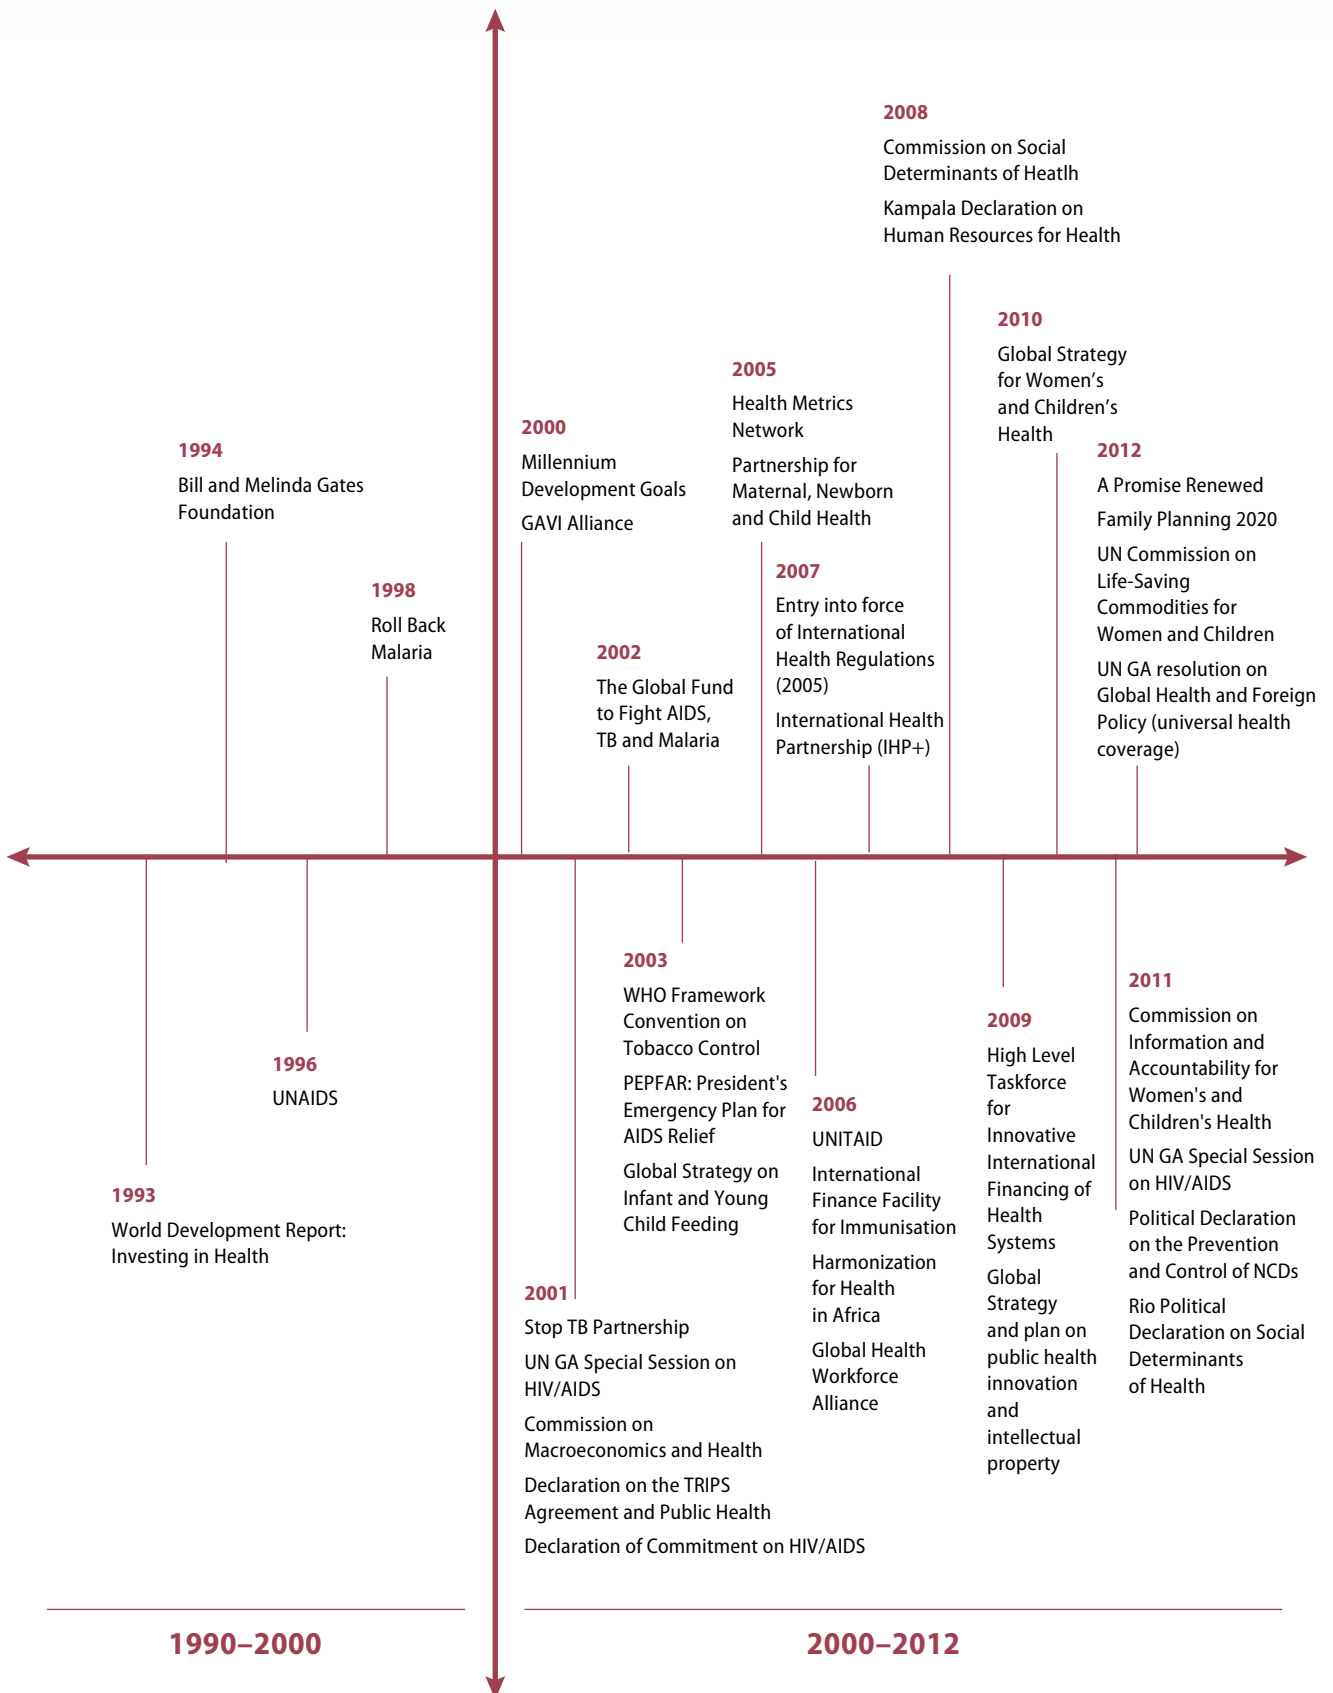 2008
Commission on Social
Determinants of Heatlh
Kampala Declaration on
Human Resources for Health
2010
Global Strategy
for Women’s
and Children’s
Health
2005
Health Metrics
Network
Partnership for
Maternal, Newborn
and Child Health
2000
Millennium
Development Goals
GAVI Alliance
1994
Bill and Melinda Gates
Foundation
2012
A Promise Renewed
Family Planning 2020
UN Commission on
Life-Saving
Commodities for
Women and Children
UN GA resolution on
Global Health and Foreign
Policy (universal health
coverage)
2007
Entry into force
of International
Health Regulations
(2005)
International Health
Partnership (IHP+)
1998
Roll Back
Malaria
2002
The Global Fund
to Fight AIDS,
TB and Malaria
2003
WHO Framework
Convention on
Tobacco Control
PEPFAR: President's
Emergency Plan for
AIDS Relief
Global Strategy on
Infant and Young
Child Feeding
2011
Commission on
Information and
Accountability for
Women's and
Children's Health
UN GA Special Session
on HIV/AIDS
Political Declaration
on the Prevention
and Control of NCDs
Rio Political
Declaration on Social
Determinants
of Health
2009
High Level
Taskforce
for
Innovative
International
Financing of
Health
Systems
Global
Strategy
and plan on
public health
innovation
and
intellectual
property
1996
UNAIDS
2006
UNITAID
International
Finance Facility
for Immunisation
Harmonization
for Health
in Africa
Global Health
Workforce
Alliance
1993
World Development Report:
Investing in Health
2001
Stop TB Partnership
UN GA Special Session on
HIV/AIDS
Commission on
Macroeconomics and Health
Declaration on the TRIPS
Agreement and Public Health
Declaration of Commitment on HIV/AIDS
1990–2000
2000–2012